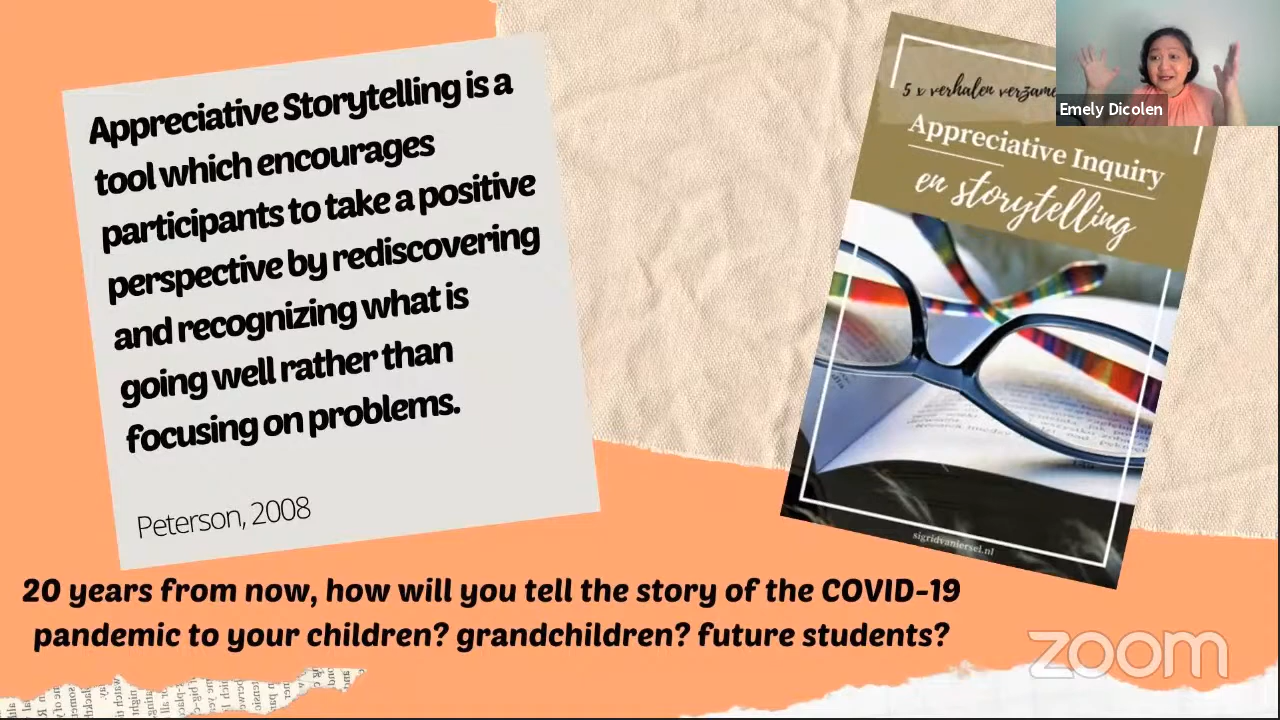 Appreciative Storytelling is a
tool which encourages
participants to take a positive
perspective by rediscovering
and recognizing what is
going well rather than
focusing on problems.
Peterson, 2008
5 x verhalen
Appreciative Inquiry
en storytelling
sigridvaniersel.nl
Emely Dicolen
20 years from now, how will you tell the story of the COVID-19
pandemic to your children? grandchildren? future students?
zoom